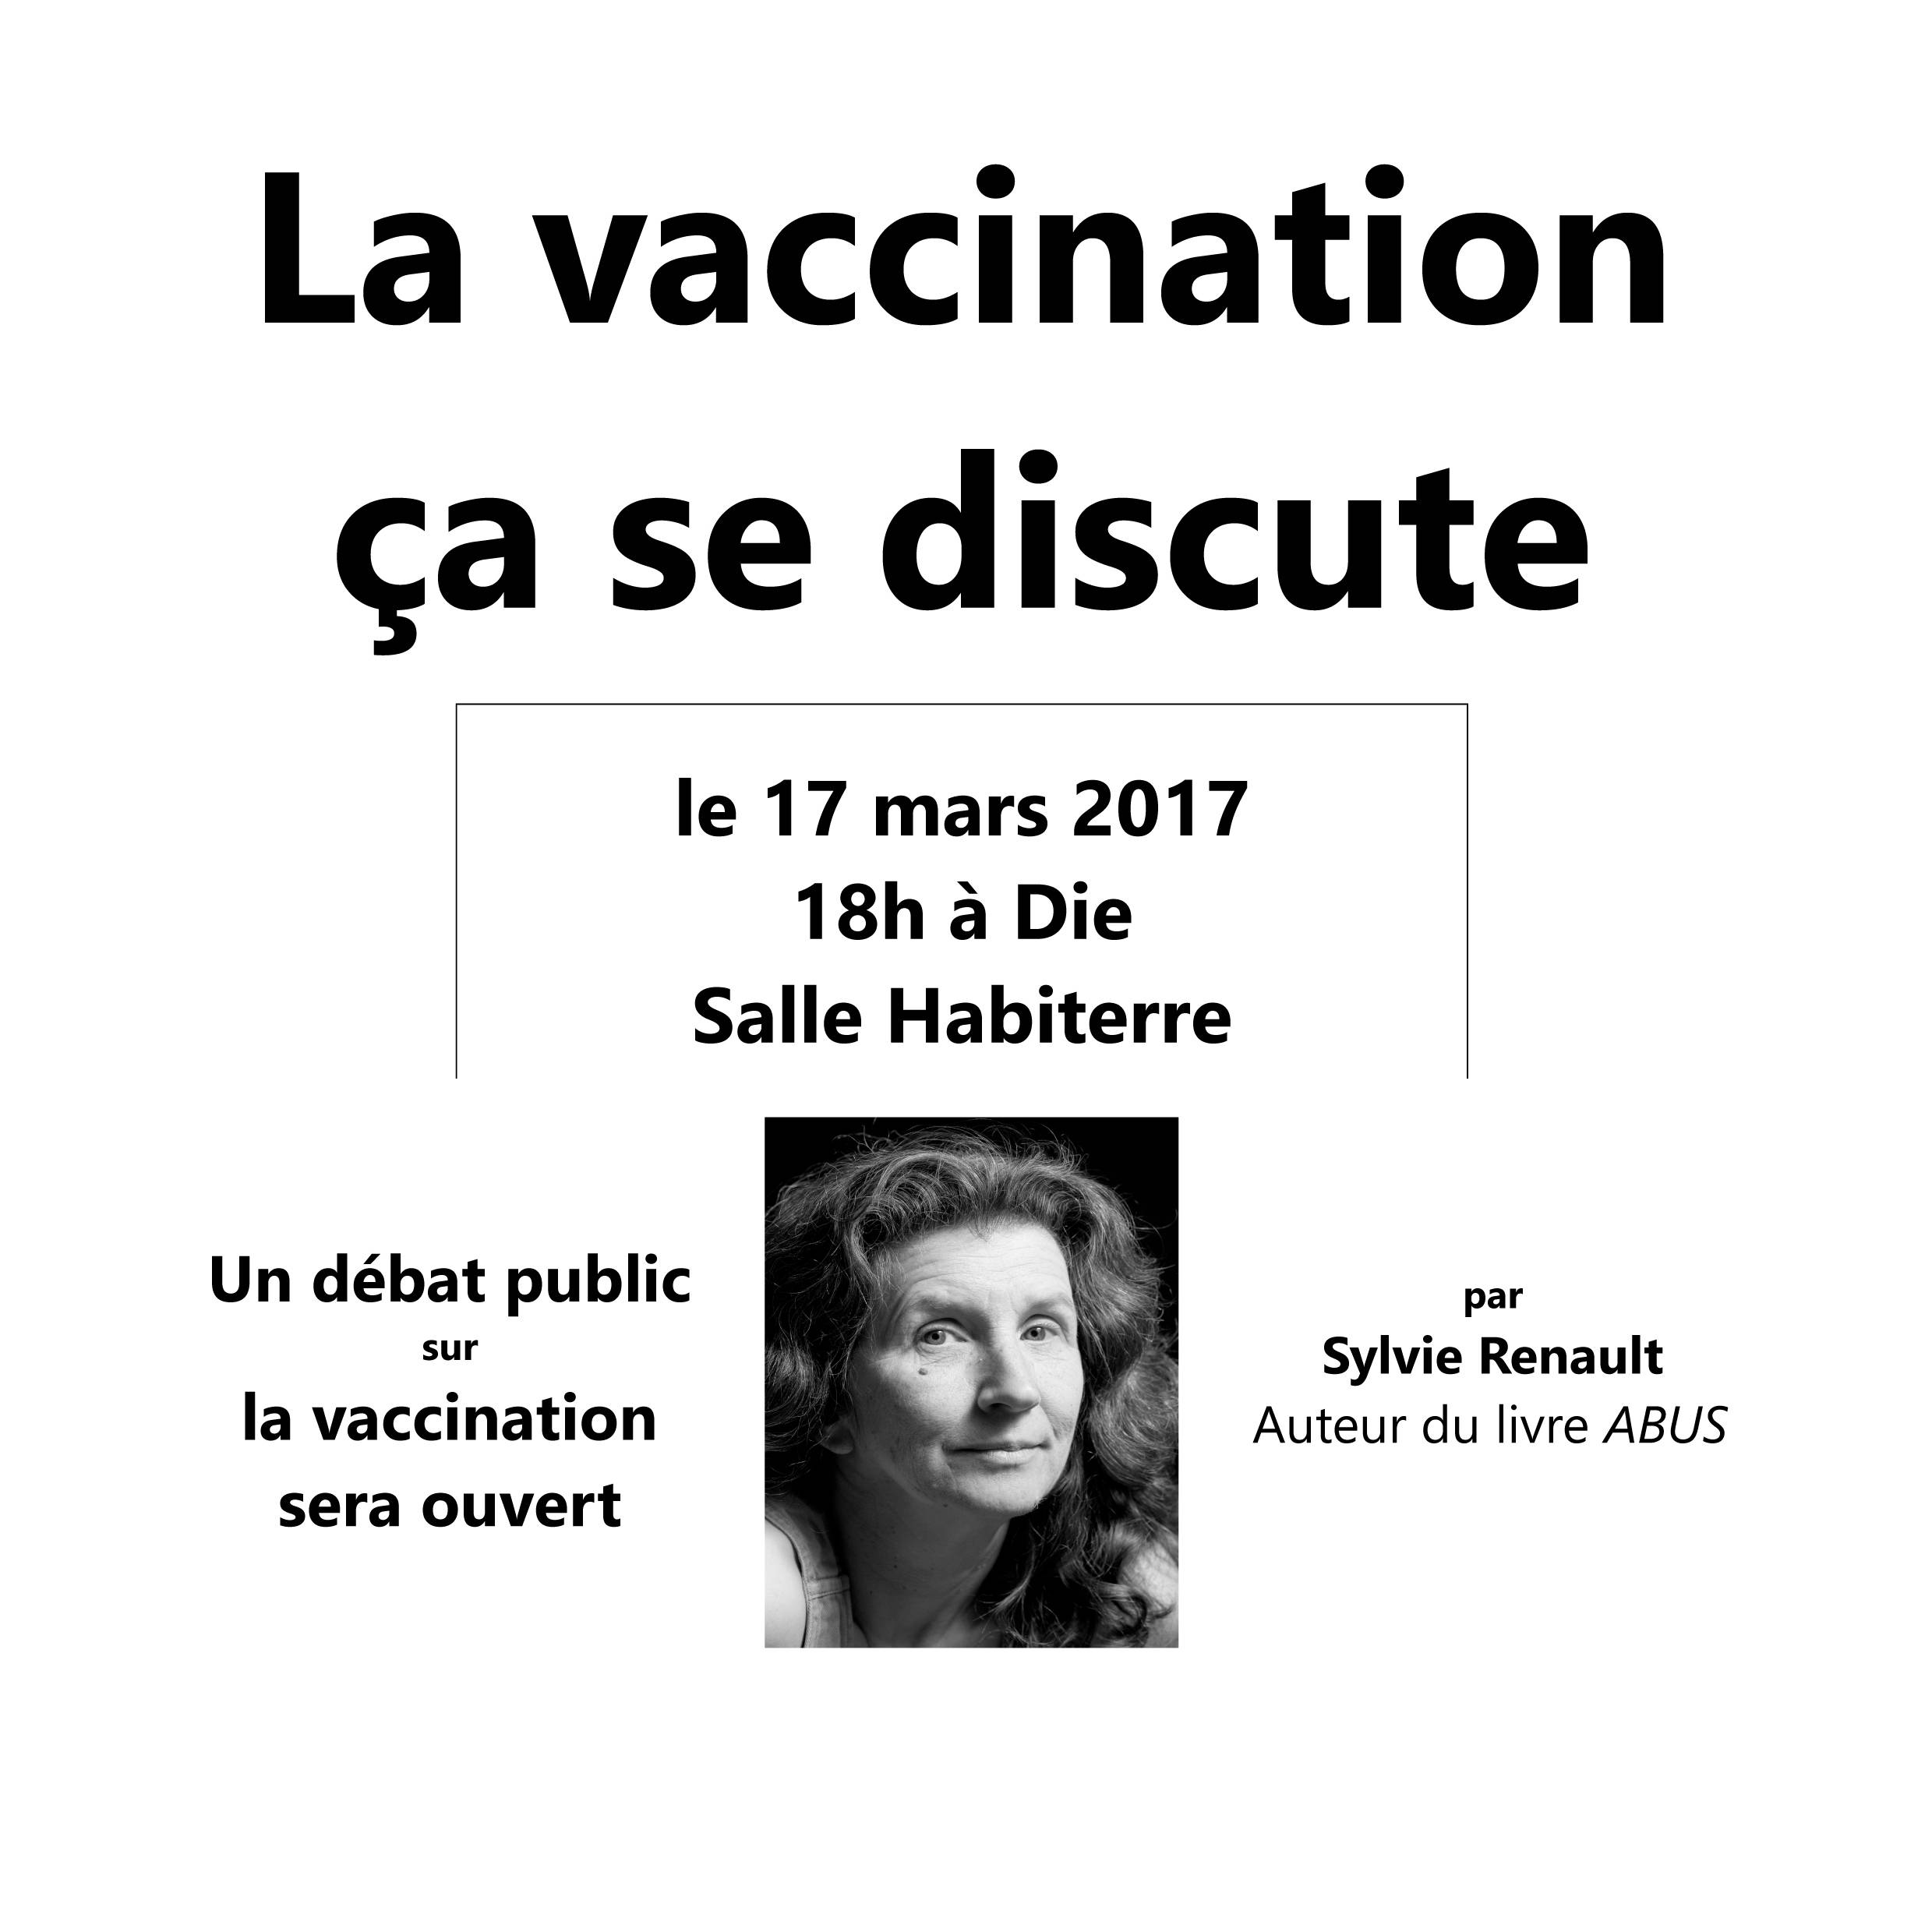 La vaccination
ça se discute
le 17 mars 2017
18h à Die
Salle Habiterre
Un débat public
sur
la vaccination
sera ouvert
par
Sylvie Renault
Auteur du livre ABUS